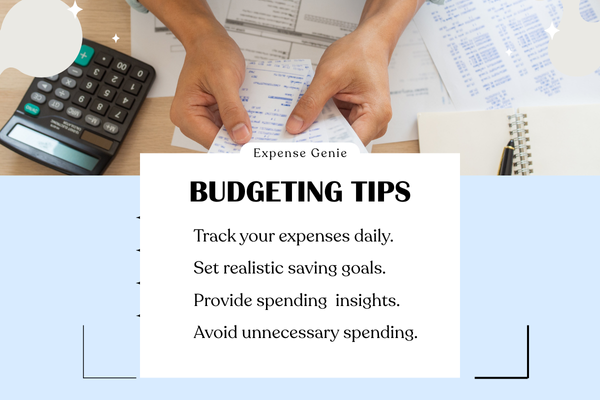 Expense Genie
BUDGETING TIPS
Track your expenses daily.
Set realistic saving goals.
Provide spending insights.
Avoid unnecessary spending.